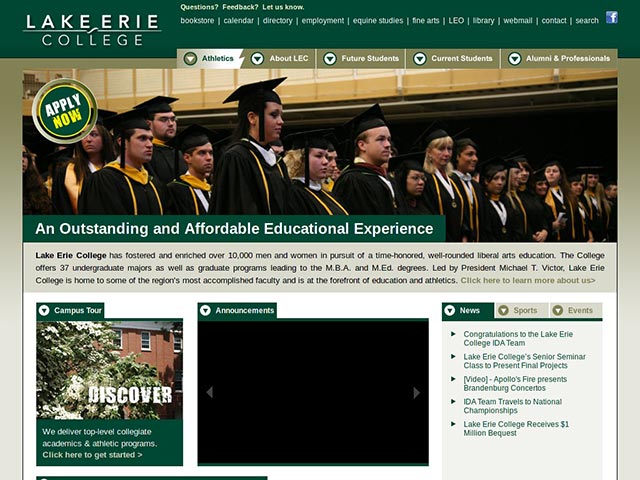 LAKE ERIE
COLLEGE
Questions? Feedback? Let us know.
bookstore | calendar | directory | employment | equine studies | fine arts | LEO | library | webmail | contact | search f
Athletics About LEC Future Students Current Students Alumni & Professionals
APPLY
NOW
An Outstanding and Affordable Educational Experience
Lake Erie College has fostered and enriched over 10,000 men and women in pursuit of a time-honored, well-rounded liberal arts education. The College
offers 37 undergraduate majors as well as graduate programs leading to the M.B.A. and M.Ed. degrees. Led by President Michael T. Victor, Lake Erie
College is home to some of the region's most accomplished faculty and is at the forefront of education and athletics. Click here to learn more about us>
Campus Tour
DISCOVER
We deliver top-level collegiate
academics & athletic programs.
Click here to get started >
Announcements
News Sports Events
Congratulations to the Lake Erie
College IDA Team
Lake Erie College's Senior Seminar
Class to Present Final Projects
[Video] - Apollo's Fire presents
Brandenburg Concertos
IDA Team Travels to National
Championships
Lake Erie College Receives $1
Million Bequest